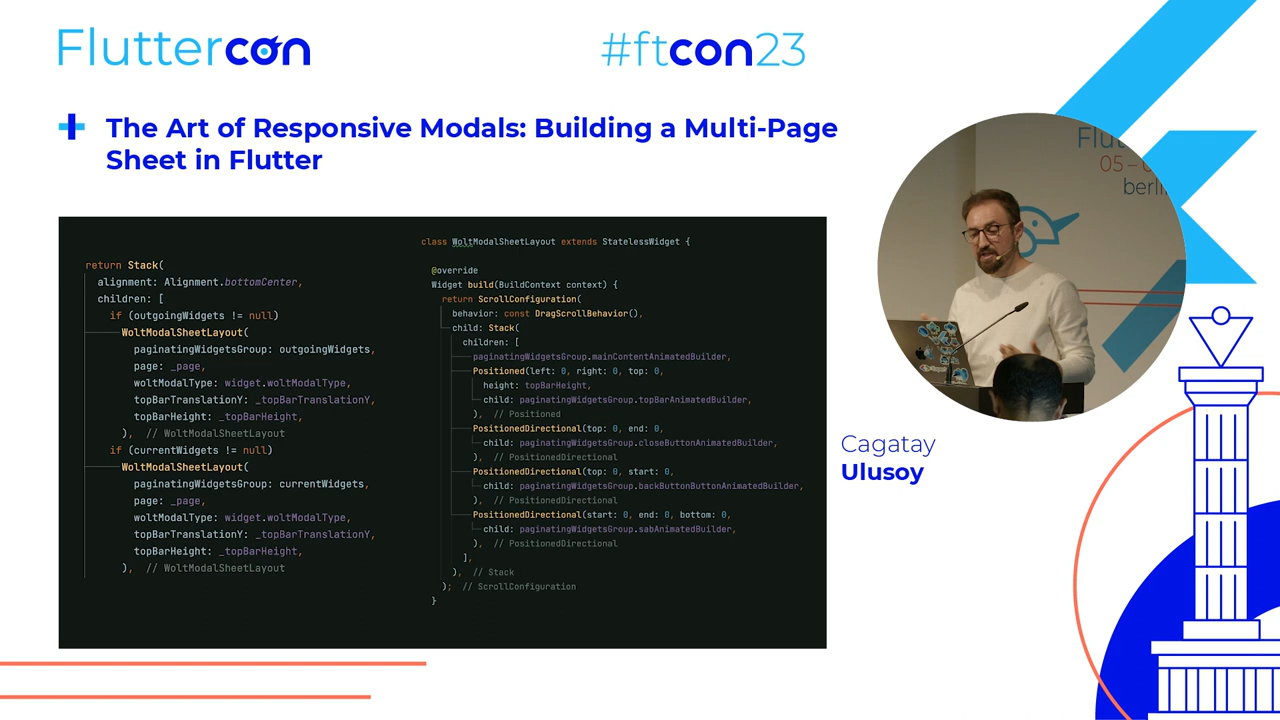 Fluttercon
#ftcon23
The Art of Responsive Modals: Building a Multi-Page
Sheet in Flutter
return Stack(
alignment: Alignment.bottomCenter,
children: [
if (outgoingWidgets != null)
WoltModalSheetLayout(
paginatingWidgetsGroup: outgoingWidgets,
page: _page,
woltModalType: widget.woltModalType,
topBarTranslationY: _topBarTranslationY,
topBarHeight: _topBarHeight,
), // WoltModalSheetLayout
if (currentWidgets != null)
WoltModalSheetLayout(
paginatingWidgetsGroup: currentWidgets,
page: _page,
woltModalType: widget.woltModalType,
topBarTranslationY: _topBarTranslationY,
topBarHeight: _topBarHeight,
), // WoltModalSheetLayout
class WoltModalSheetLayout extends StatelessWidget {
@override
Widget build(BuildContext context) {
return ScrollConfiguration(
behavior: const DragScrollBehavior(),
child: Stack(
children: [
paginatingWidgetsGroup.mainContentAnimatedBuilder,
Positioned(left: 0, right: 0, top: 0,
height: topBarHeight,
child: paginatingWidgetsGroup.topBarAnimatedBuilder,
), // Positioned
PositionedDirectional(top: 0, end: 0,
child: paginatingWidgetsGroup.closeButtonAnimatedBuilder,
), // PositionedDirectional
PositionedDirectional(top: 0, start: 0,
child: paginatingWidgetsGroup.backButtonButtonAnimatedBuilder,
), // PositionedDirectional
PositionedDirectional(start: 0, end: 0, bottom: 0,
child: paginatingWidgetsGroup.sabAnimatedBuilder,
), // PositionedDirectional
],
), // Stack
); // ScrollConfiguration
}
Flut
05 –
berli
Cagatay
Ulusoy